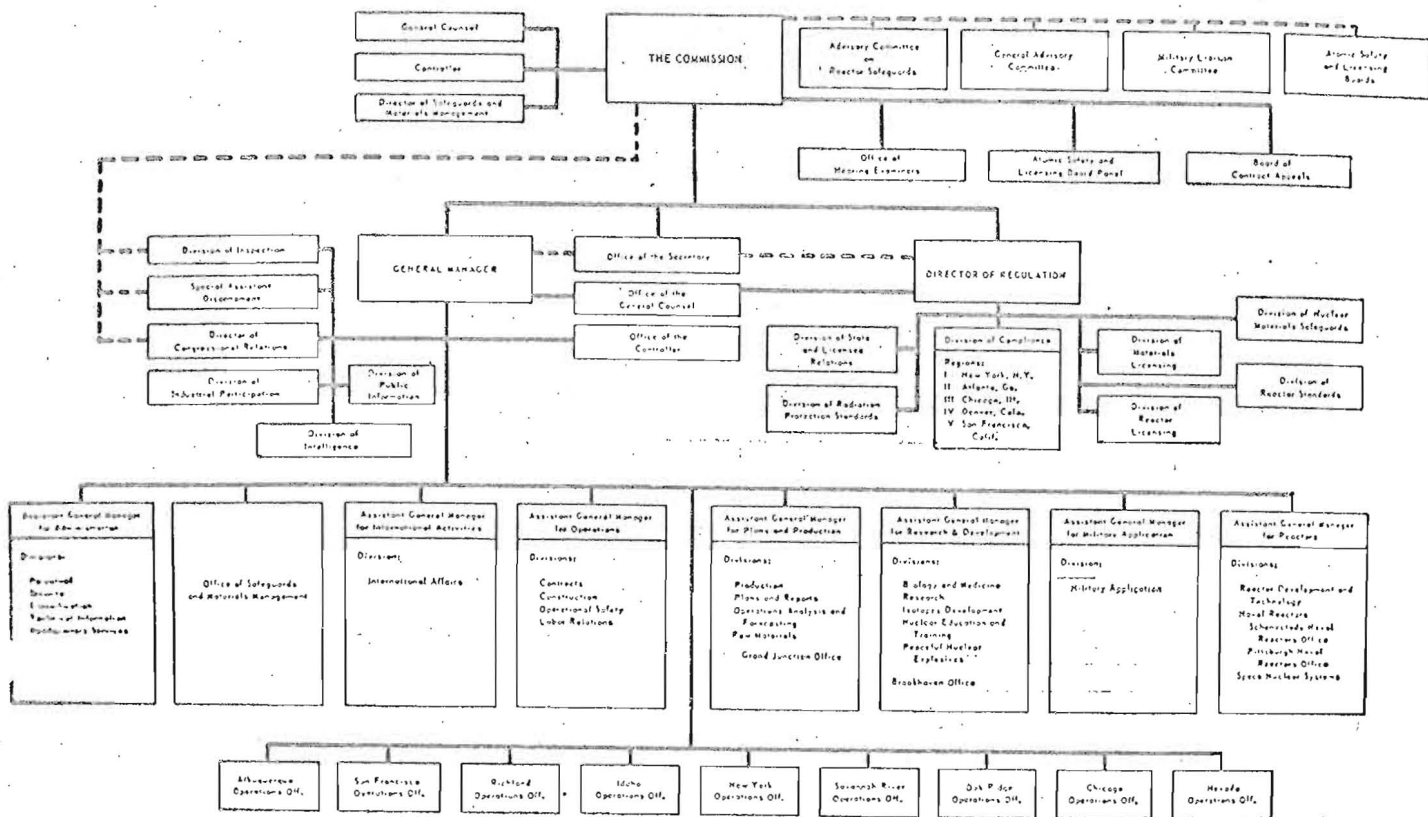 General Counsel
Controller
Director of Safeguards and
Materials Management
THE COMMISSION
Advisory Committee
on
Reactor Safeguards
General Advisory
Committee
Military Liaison
Committee
Atomic Safety
and Licensing
Boards
Office of
Hearing Examiners
Atomic Safety and
Licensing Board Panel
Board of
Contract Appeals
Division of Inspection
Special Assistant
Disarmament
Director of
Congressional Relations
Division of
Industrial Participation
Division of
Public
Information
Division of
Intelligence
GENERAL MANAGER
Office of the Secretary
Office of the
General Counsel
Office of the
Controller
DIRECTOR OF REGULATION
Division of State
and Licensee
Relations
Division of Radiation
Protection Standards
Division of Compliance
Regions:
I New York, N.Y.
II Atlanta, Ga.
III Chicago, Ill.
IV Denver, Colo.
V San Francisco,
Calif.
Division of
Materials
Licensing
Division of
Reactor
Licensing
Division of Nuclear
Materials Safeguards
Division of
Reactor Standards
Assistant General Manager
for Administration
Divisions:
Personnel
Security
Classification
Technical Information
Headquarters Services
Office of Safeguards
and Materials Management
Assistant General Manager
for International Activities
Division:
International Affairs
Assistant General Manager
for Operations
Divisions:
Contracts
Construction
Operational Safety
Labor Relations
Assistant General Manager
for Plans and Production
Divisions:
Production
Plans and Reports
Operations Analysis and
Forecasting
Raw Materials
Grand Junction Office
Assistant General Manager
for Research & Development
Divisions:
Biology and Medicine
Research
Isotopes Development
Nuclear Education and
Training
Peaceful Nuclear
Explosives
Brookhaven Office
Assistant General Manager
for Military Application
Division:
Military Application
Assistant General Manager
for Reactors
Divisions:
Reactor Development and
Technology
Naval Reactors
Schenectady Naval
Reactors Office
Pittsburgh Naval
Reactors Office
Space Nuclear Systems
Albuquerque
Operations Off.
San Francisco
Operations Off.
Richland
Operations Off.
Idaho
Operations Off.
New York
Operations Off.
Savannah River
Operations Off.
Oak Ridge
Operations Off.
Chicago
Operations Off.
Nevada
Operations Off.